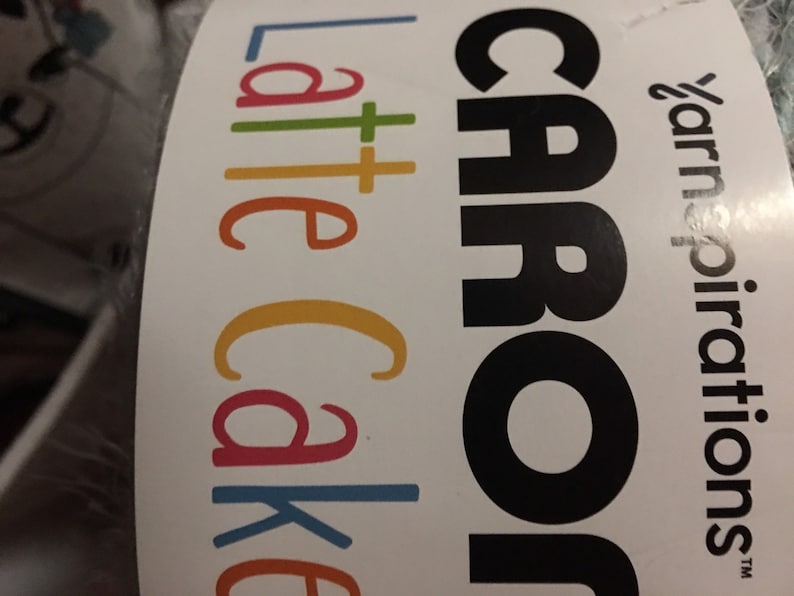 Yarnspirations™
CARON
Latte Cake